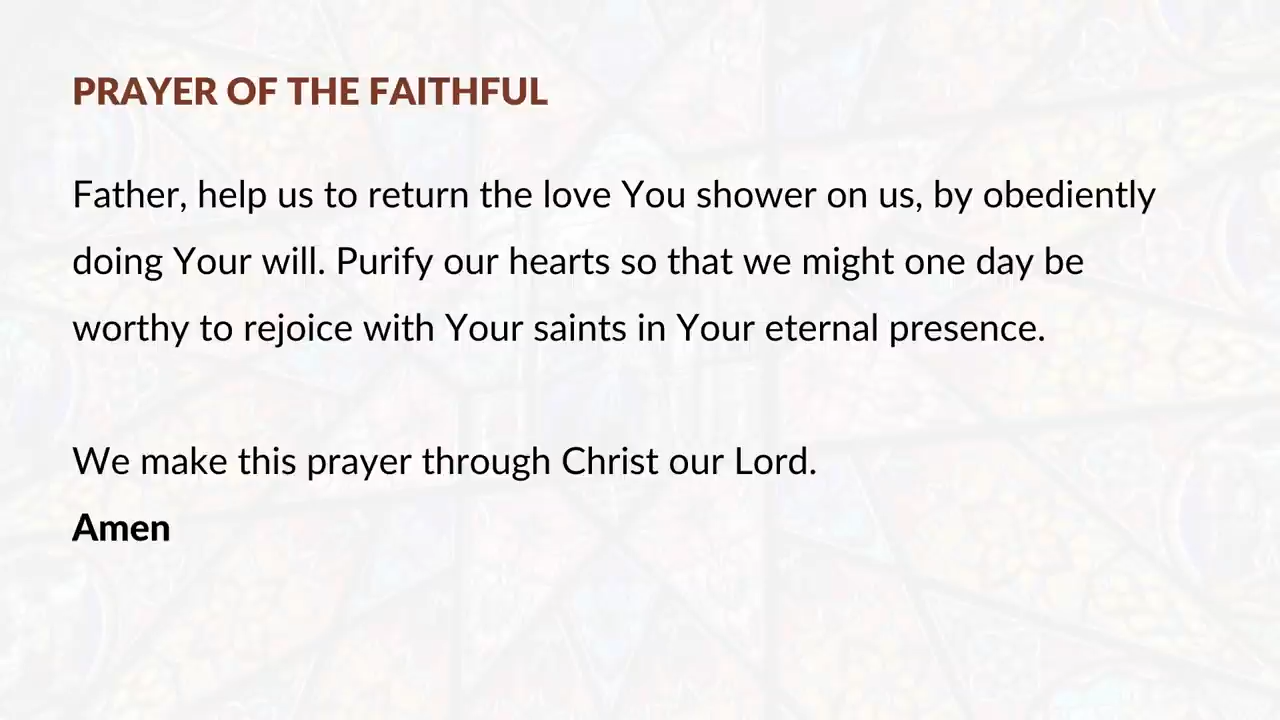 PRAYER OF THE FAITHFUL
Father, help us to return the love You shower on us, by obediently
doing Your will. Purify our hearts so that we might one day be
worthy to rejoice with Your saints in Your eternal presence.
We make this prayer through Christ our Lord.
Amen